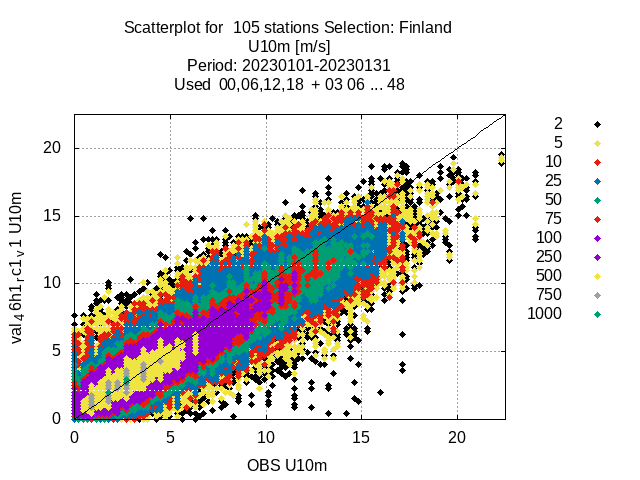 Scatterplot for 105 stations Selection: Finland
U10m [m/s]
Period: 20230101-20230131
Used 00,06,12,18 + 03 06 ... 48
val₄6h1ᵣc1ᵥ1 U10m
20
15
10
5
0
0 5 10 15 20
OBS U10m
2
5
10
25
50
75
100
250
500
750
1000